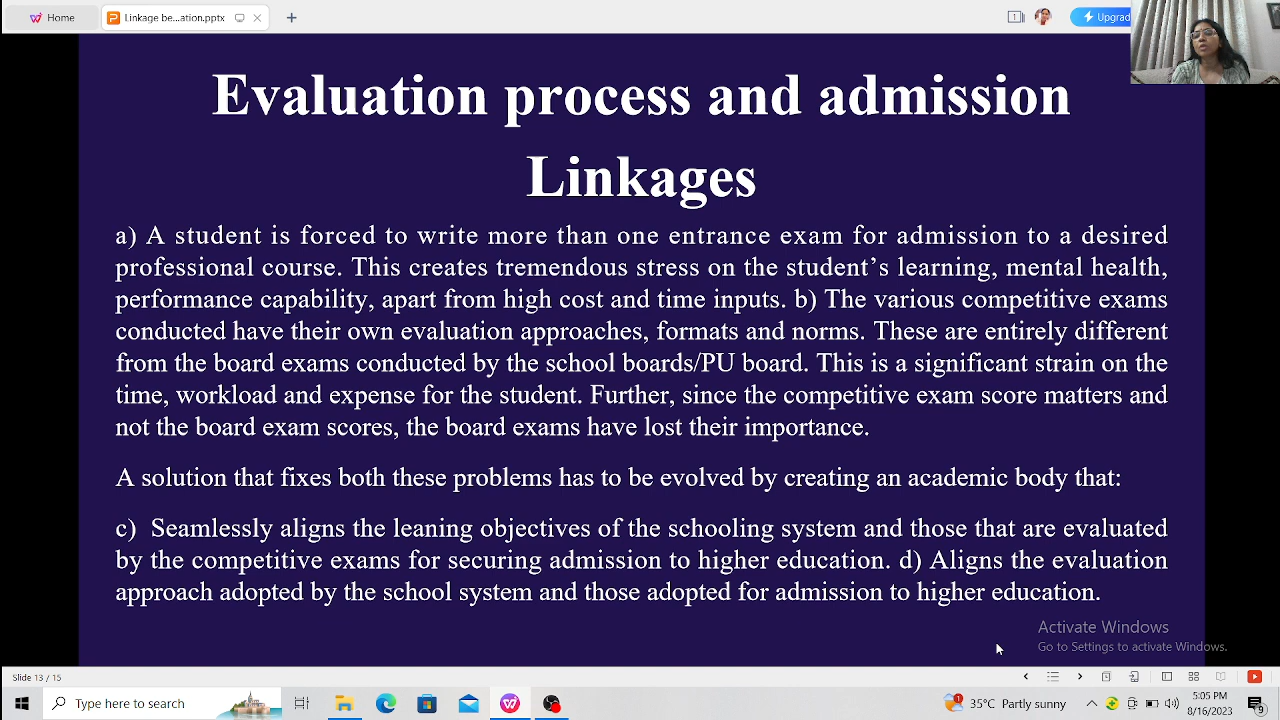 Home
Linkage be...ation.pptx
1
Upgrad
Evaluation process and admission
Linkages
a) A student is forced to write more than one entrance exam for admission to a desired
professional course. This creates tremendous stress on the student’s learning, mental health,
performance capability, apart from high cost and time inputs. b) The various competitive exams
conducted have their own evaluation approaches, formats and norms. These are entirely different
from the board exams conducted by the school boards/PU board. This is a significant strain on the
time, workload and expense for the student. Further, since the competitive exam score matters and
not the board exam scores, the board exams have lost their importance.
A solution that fixes both these problems has to be evolved by creating an academic body that:
c) Seamlessly aligns the leaning objectives of the schooling system and those that are evaluated
by the competitive exams for securing admission to higher education. d) Aligns the evaluation
approach adopted by the school system and those adopted for admission to higher education.
Activate Windows
Go to Settings to activate Windows.
Slide 13 / 15
Type here to search
1
35°C Partly sunny
5:05 PM
8/16/2023
9